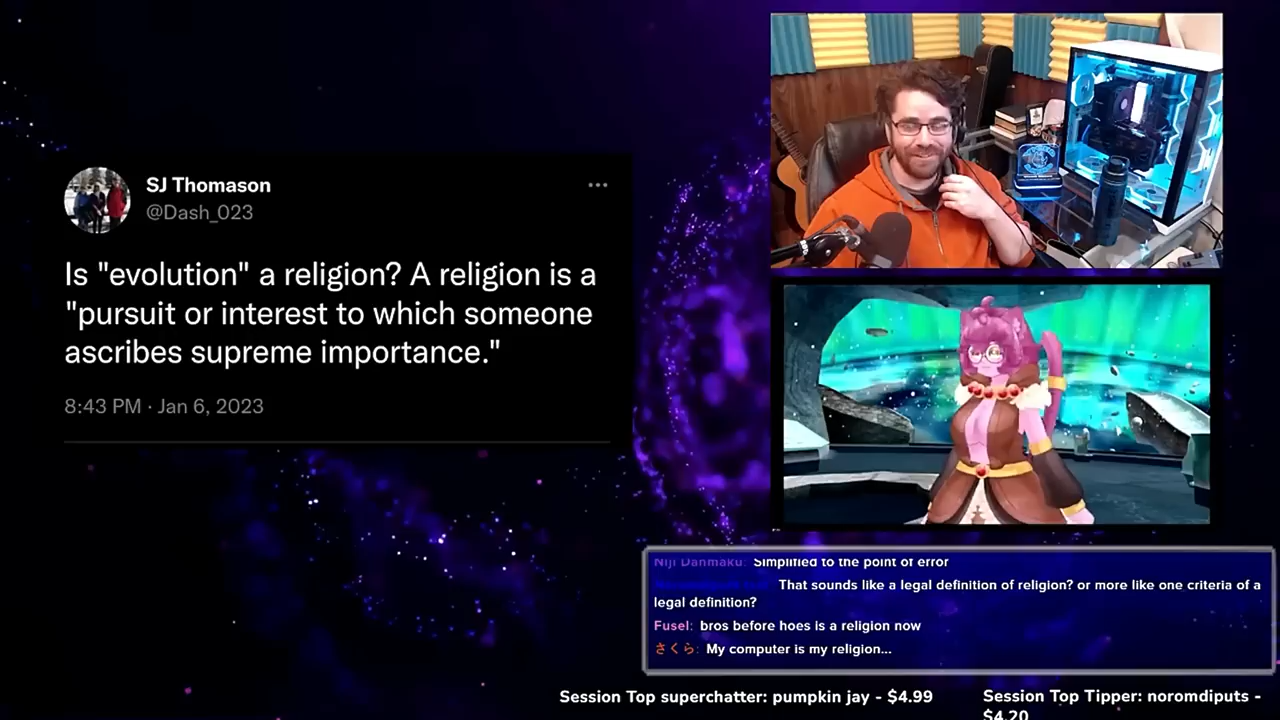 SJ Thomason
@Dash_023
Is "evolution" a religion? A religion is a
"pursuit or interest to which someone
ascribes supreme importance."
8:43 PM · Jan 6, 2023
Niji Danmaku: Simplified to the point of error
That sounds like a legal definition of religion? or more like one criteria of a
legal definition?
Fusel: bros before hoes is a religion now
さくら: My computer is my religion...
Session Top superchatter: pumpkin jay - $4.99
Session Top Tipper: noromdiputs -
$4.20